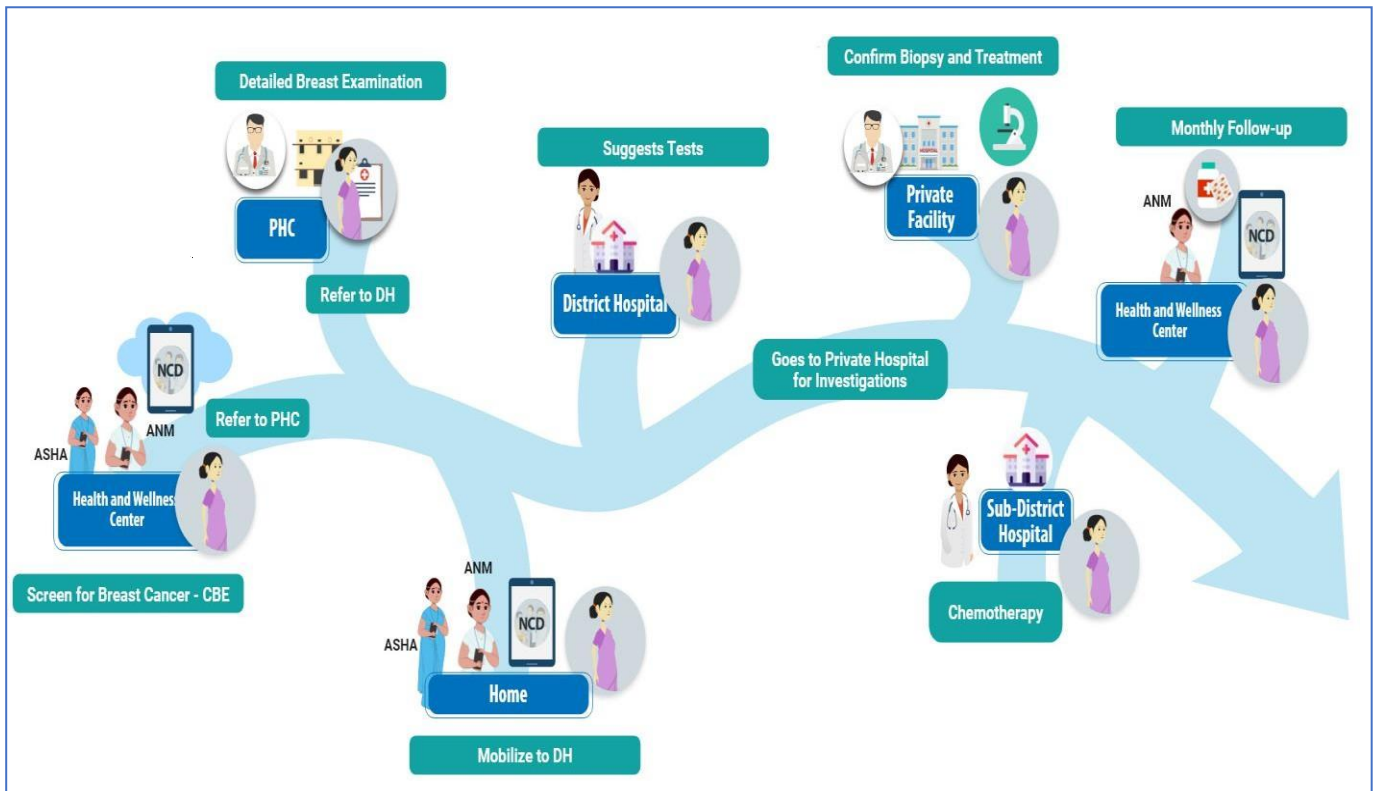 Detailed Breast Examination
PHC
Refer to DH
NCD
ANM
ASHA
Refer to PHC
Health and Wellness
Center
Screen for Breast Cancer - CBE
ANM
ASHA
NCD
Home
Mobilize to DH
Suggests Tests
District Hospital
Goes to Private Hospital
for Investigations
Confirm Biopsy and Treatment
HOSPITAL
Private
Facility
Sub-District
Hospital
Chemotherapy
Monthly Follow-up
ANM
NCD
Health and Wellness
Center